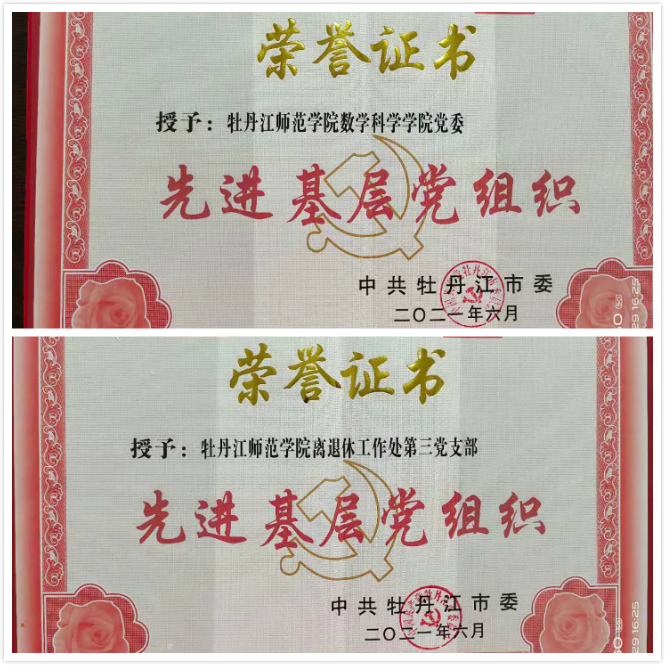 荣誉证书
授予：牡丹江师范学院数学科学学院党委
先进基层党组织
中共牡丹江市委
二〇二一年六月
荣誉证书
授予：牡丹江师范学院离退休工作处第三党支部
先进基层党组织
中共牡丹江市委
二〇二一年六月